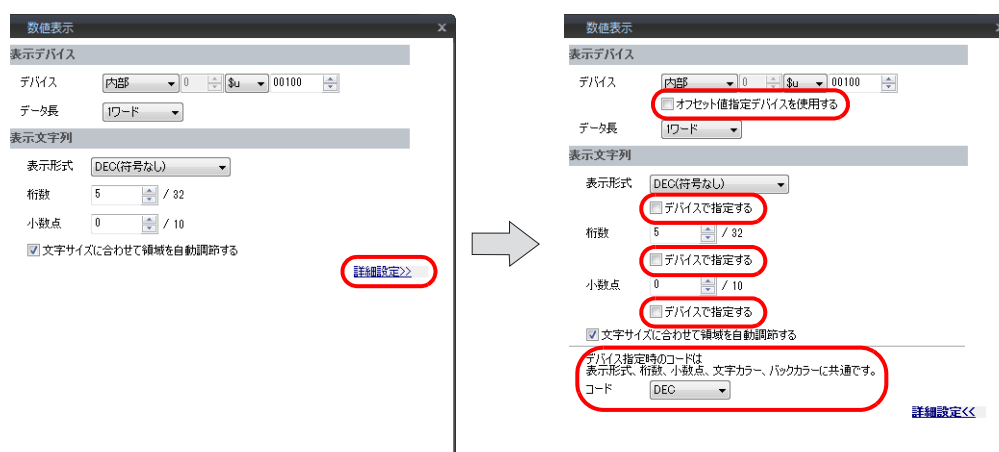 数値表示
x
表示デバイス
デバイス 内部 0 $u 00100
データ長 1ワード
表示文字列
表示形式 DEC(符号なし)
桁数 5 / 32
小数点 0 / 10
文字サイズに合わせて領域を自動調節する
詳細設定>>
数値表示
表示デバイス
デバイス 内部 0 $u 00100
オフセット値指定デバイスを使用する
データ長 1ワード
表示文字列
表示形式 DEC(符号なし)
デバイスで指定する
桁数 5 / 32
デバイスで指定する
小数点 0 / 10
デバイスで指定する
文字サイズに合わせて領域を自動調節する
デバイス指定時のコードは
表示形式、桁数、小数点、文字カラー、バックカラーに共通です。
コード DEC
詳細設定<<